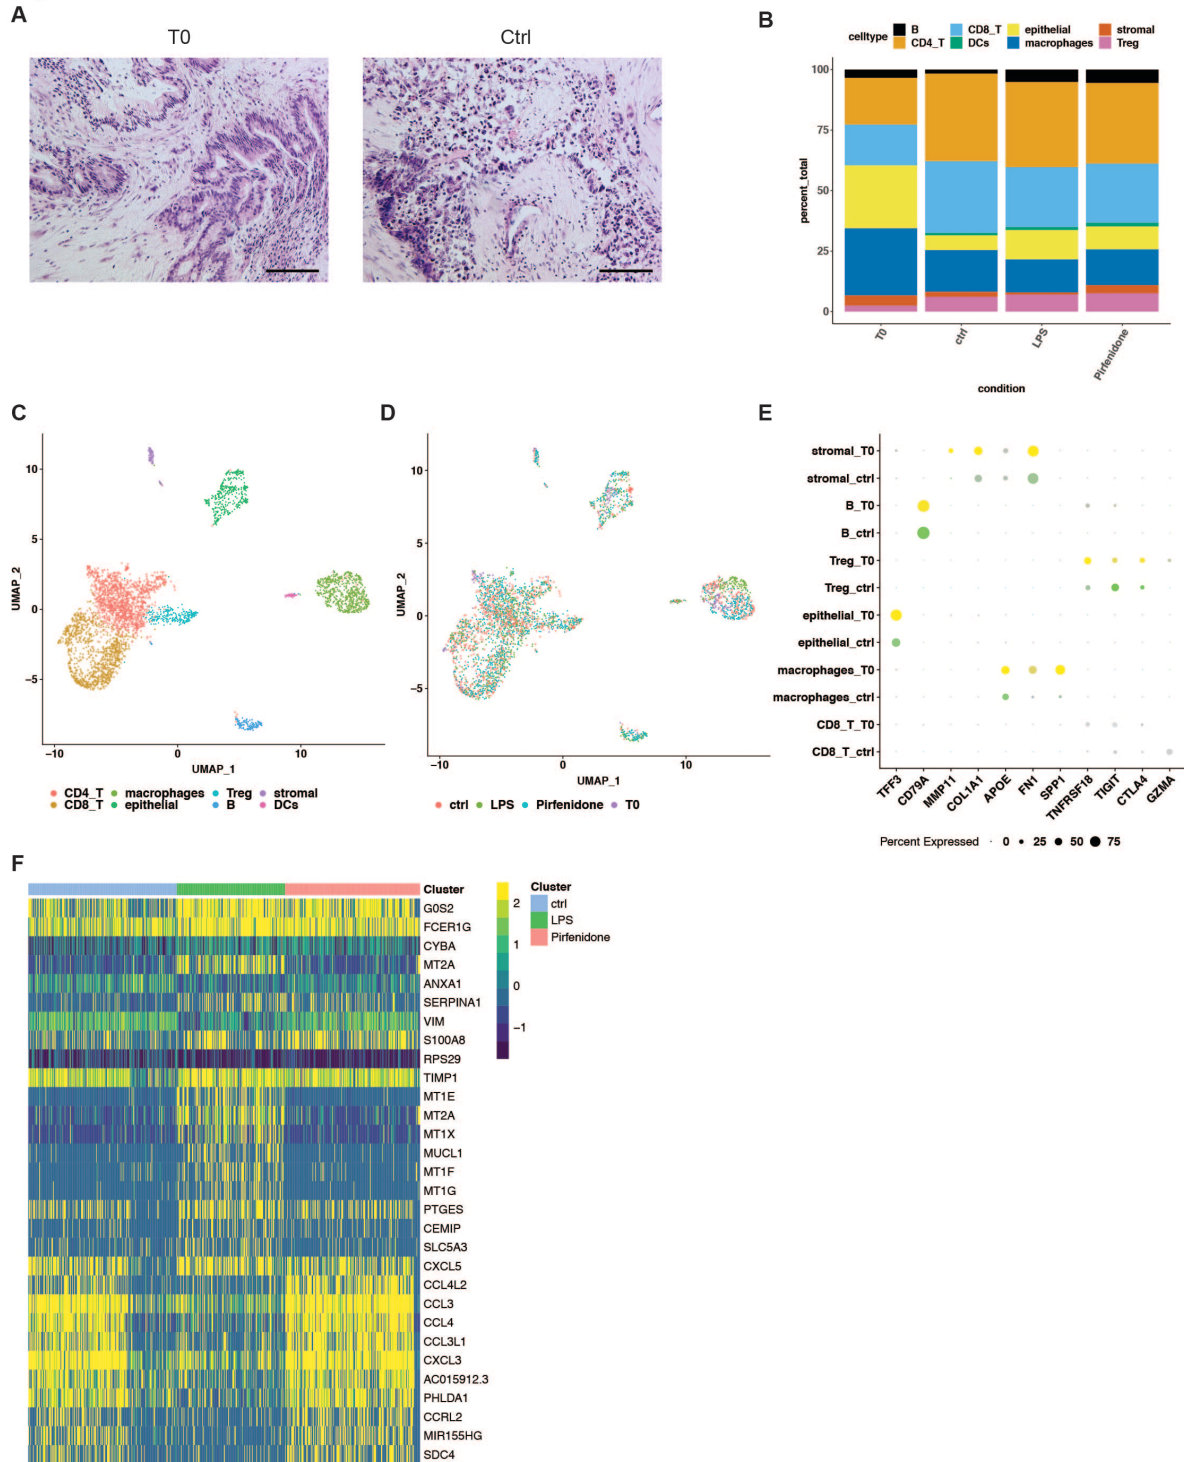 A
T0
Ctrl
B
celltype
B
CD8_T
epithelial
stromal
CD4_T
DCs
macrophages
Treg
percent_total
100
75
50
25
0
T0
ctrl
LPS
Pirfenidone
condition
C
UMAP_2
10
5
0
−5
−10
0
10
UMAP_1
CD4_T
macrophages
Treg
stromal
CD8_T
epithelial
B
DCs
D
UMAP_2
10
5
0
−5
−10
0
10
UMAP_1
ctrl
LPS
Pirfenidone
T0
E
stromal_T0
stromal_ctrl
B_T0
B_ctrl
Treg_T0
Treg_ctrl
epithelial_T0
epithelial_ctrl
macrophages_T0
macrophages_ctrl
CD8_T_T0
CD8_T_ctrl
TFF3
CD79A
MMP11
COL1A1
APOE
FN1
SPP1
TNFRSF18
TIGIT
CTLA4
GZMA
Percent Expressed
0
25
50
75
F
Cluster
G0S2
FCER1G
CYBA
MT2A
ANXA1
SERPINA1
VIM
S100A8
RPS29
TIMP1
MT1E
MT2A
MT1X
MUCL1
MT1F
MT1G
PTGES
CEMIP
SLC5A3
CXCL5
CCL4L2
CCL3
CCL4
CCL3L1
CXCL3
AC015912.3
PHLDA1
CCRL2
MIR155HG
SDC4
2
1
0
−1
Cluster
ctrl
LPS
Pirfenidone